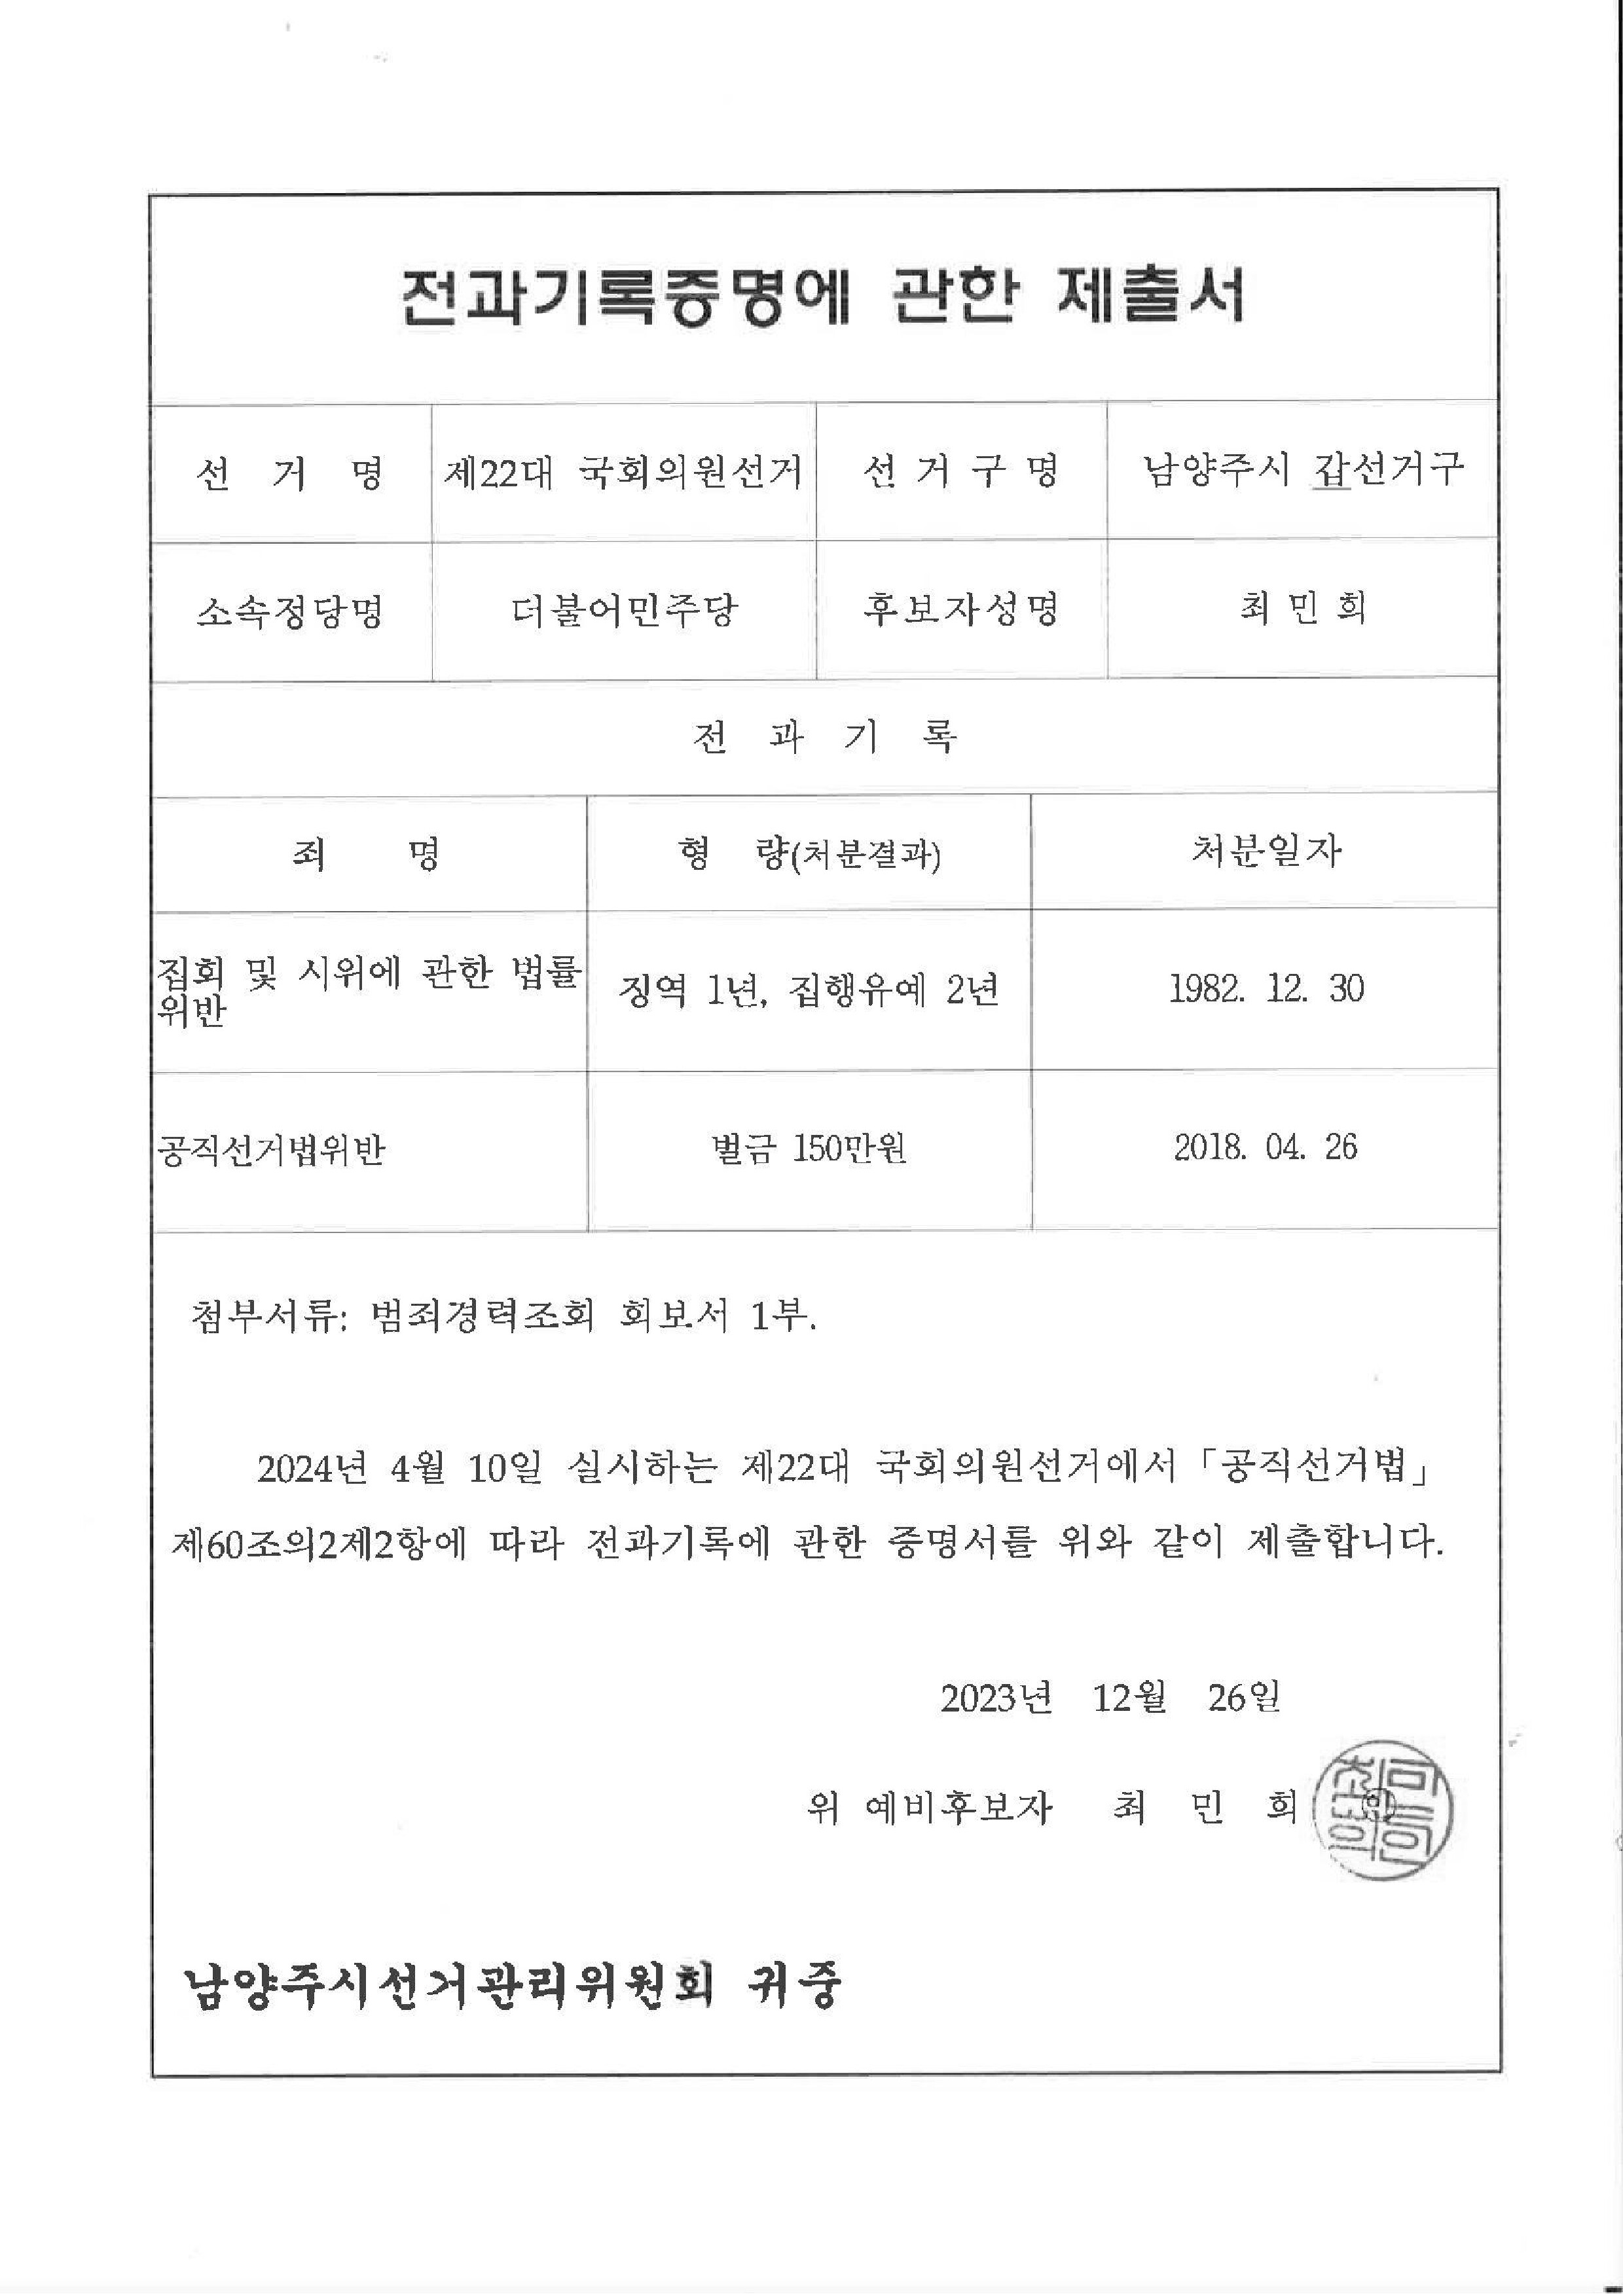 전과기록증명에 관한 제출서
선 거 명 제22대 국회의원선거 선 거 구 명 남양주시 갑선거구
소속정당명 더불어민주당 후보자성명 최 민 희
전 과 기 록
죄 명 형 량(처분결과) 처분일자
집회 및 시위에 관한 법률
위반
징역 1년, 집행유예 2년 1982. 12. 30
공직선거법위반 벌금 150만원 2018. 04. 26
첨부서류: 범죄경력조회 회보서 1부.
2024년 4월 10일 실시하는 제22대 국회의원선거에서「공직선거법」
제60조의2제2항에 따라 전과기록에 관한 증명서를 위와 같이 제출합니다.
2023년 12월 26일
위 예비후보자 최 민 희 인
남양주시선거관리위원회 귀중